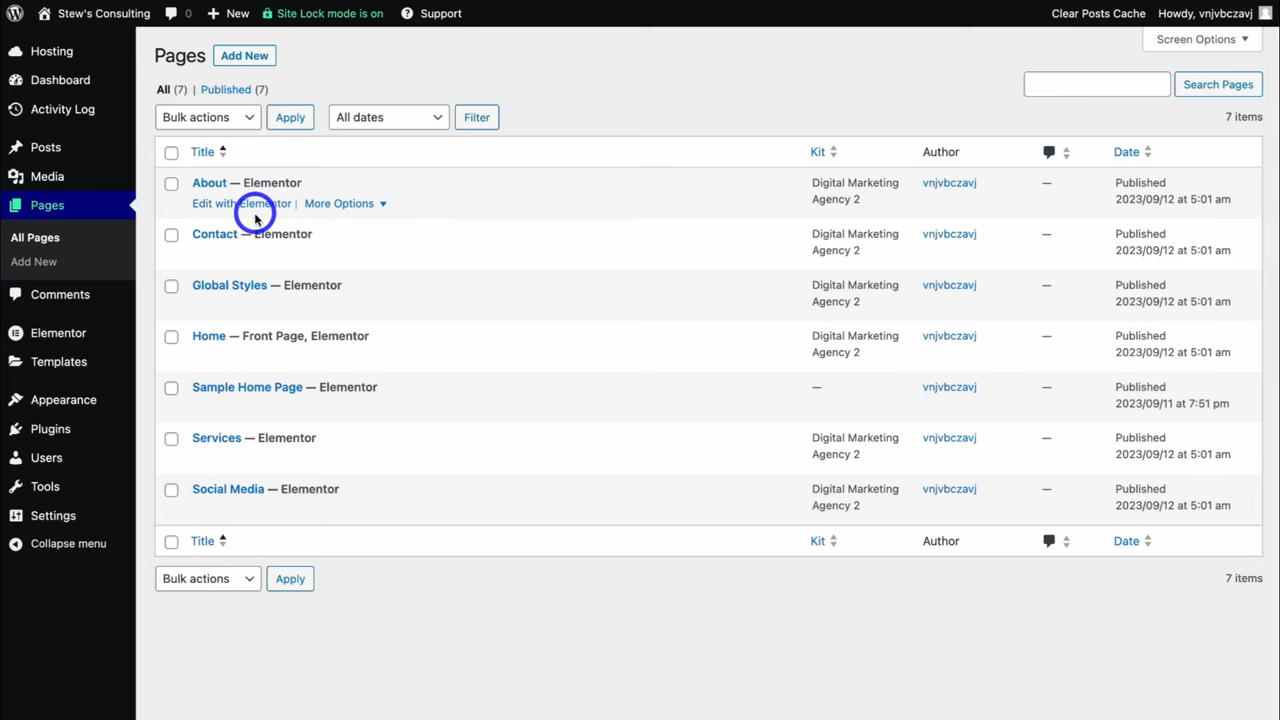 Stew's Consulting 0 New Site Lock mode is on Support Clear Posts Cache Howdy, vnjvbczavj
Hosting
Dashboard
Activity Log
Posts
Media
Pages
All Pages
Add New
Comments
Elementor
Templates
Appearance
Plugins
Users
Tools
Settings
Collapse menu
Screen Options
Pages Add New
All (7) | Published (7)
Search Pages
Bulk actions Apply All dates Filter 7 items
Title Kit Author Date
About — Elementor Digital Marketing vnjvbczavj — Published
Edit with Elementor | More Options Agency 2 2023/09/12 at 5:01 am
Contact — Elementor Digital Marketing vnjvbczavj — Published
Agency 2 2023/09/12 at 5:01 am
Global Styles — Elementor Digital Marketing vnjvbczavj — Published
Agency 2 2023/09/12 at 5:01 am
Home — Front Page, Elementor Digital Marketing vnjvbczavj — Published
Agency 2 2023/09/12 at 5:01 am
Sample Home Page — Elementor — vnjvbczavj — Published
2023/09/11 at 7:51 pm
Services — Elementor Digital Marketing vnjvbczavj — Published
Agency 2 2023/09/12 at 5:01 am
Social Media — Elementor Digital Marketing vnjvbczavj — Published
Agency 2 2023/09/12 at 5:01 am
Title Kit Author Date
Bulk actions Apply 7 items